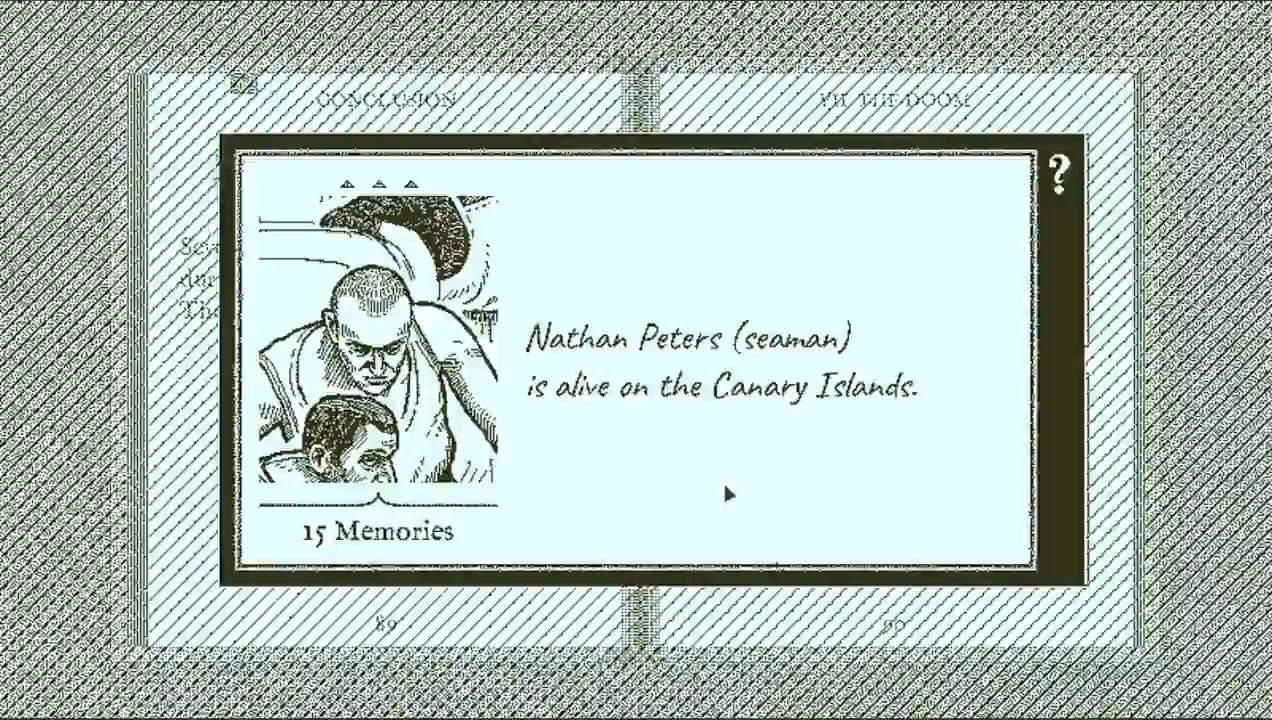 CONCLUSION
VII THE DOOM
?
Nathan Peters (seaman)
is alive on the Canary Islands.
15 Memories
89
90